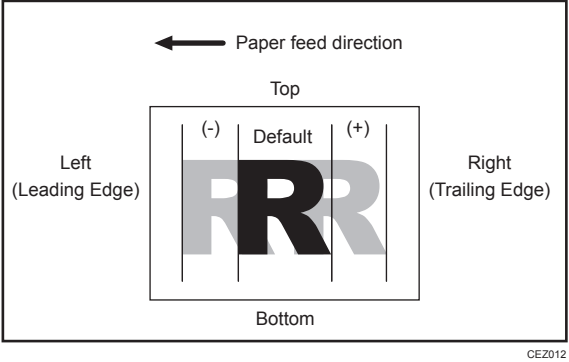 Paper feed direction
Top
(-)
Default
(+)
Left
(Leading Edge)
R R R
Right
(Trailing Edge)
Bottom
CEZ012